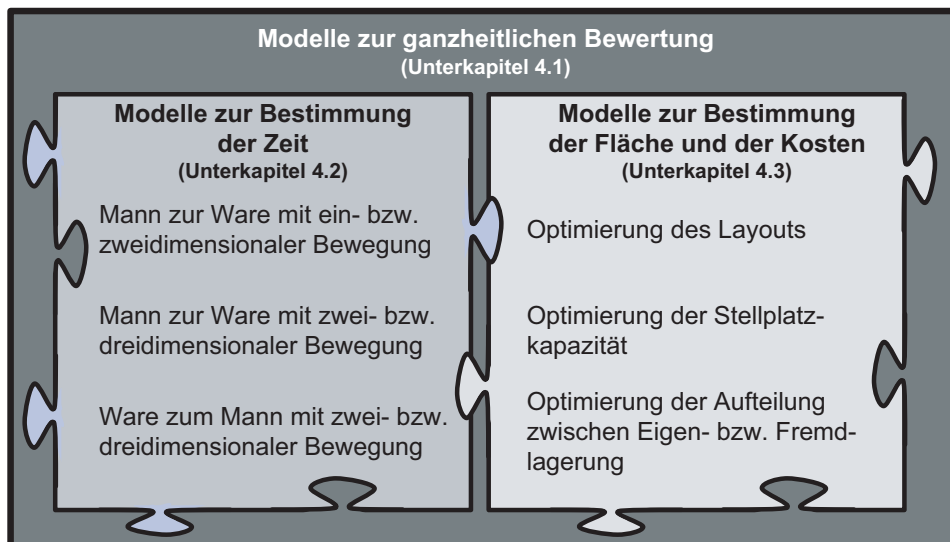 Modelle zur ganzheitlichen Bewertung
(Unterkapitel 4.1)
Modelle zur Bestimmung
der Zeit
(Unterkapitel 4.2)
Mann zur Ware mit ein- bzw.
zweidimensionaler Bewegung
Mann zur Ware mit zwei- bzw.
dreidimensionaler Bewegung
Ware zum Mann mit zwei- bzw.
dreidimensionaler Bewegung
Modelle zur Bestimmung
der Fläche und der Kosten
(Unterkapitel 4.3)
Optimierung des Layouts
Optimierung der Stellplatz-
kapazität
Optimierung der Aufteilung
zwischen Eigen- bzw. Fremd-
lagerung